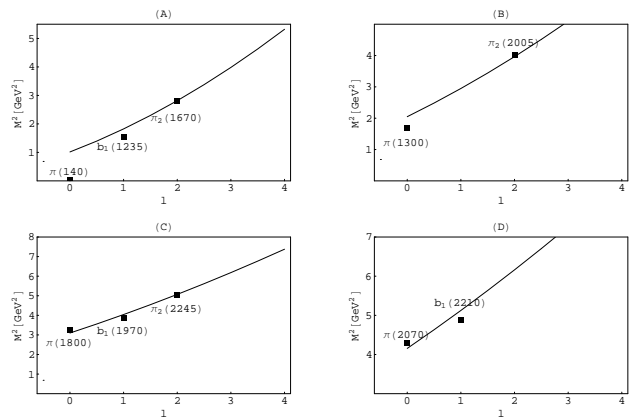 (A)
5
4
3
2
1
M²[GeV²]
π(140)
b₁(1235)
π₂(1670)
0 1 2 3 4
l
(B)
4
3
2
1
M²[GeV²]
π(1300)
π₂(2005)
0 1 2 3 4
l
(C)
8
7
6
5
4
3
2
1
M²[GeV²]
π(1800)
b₁(1970)
π₂(2245)
0 1 2 3 4
l
(D)
7
6
5
4
M²[GeV²]
π(2070)
b₁(2210)
0 1 2 3 4
l